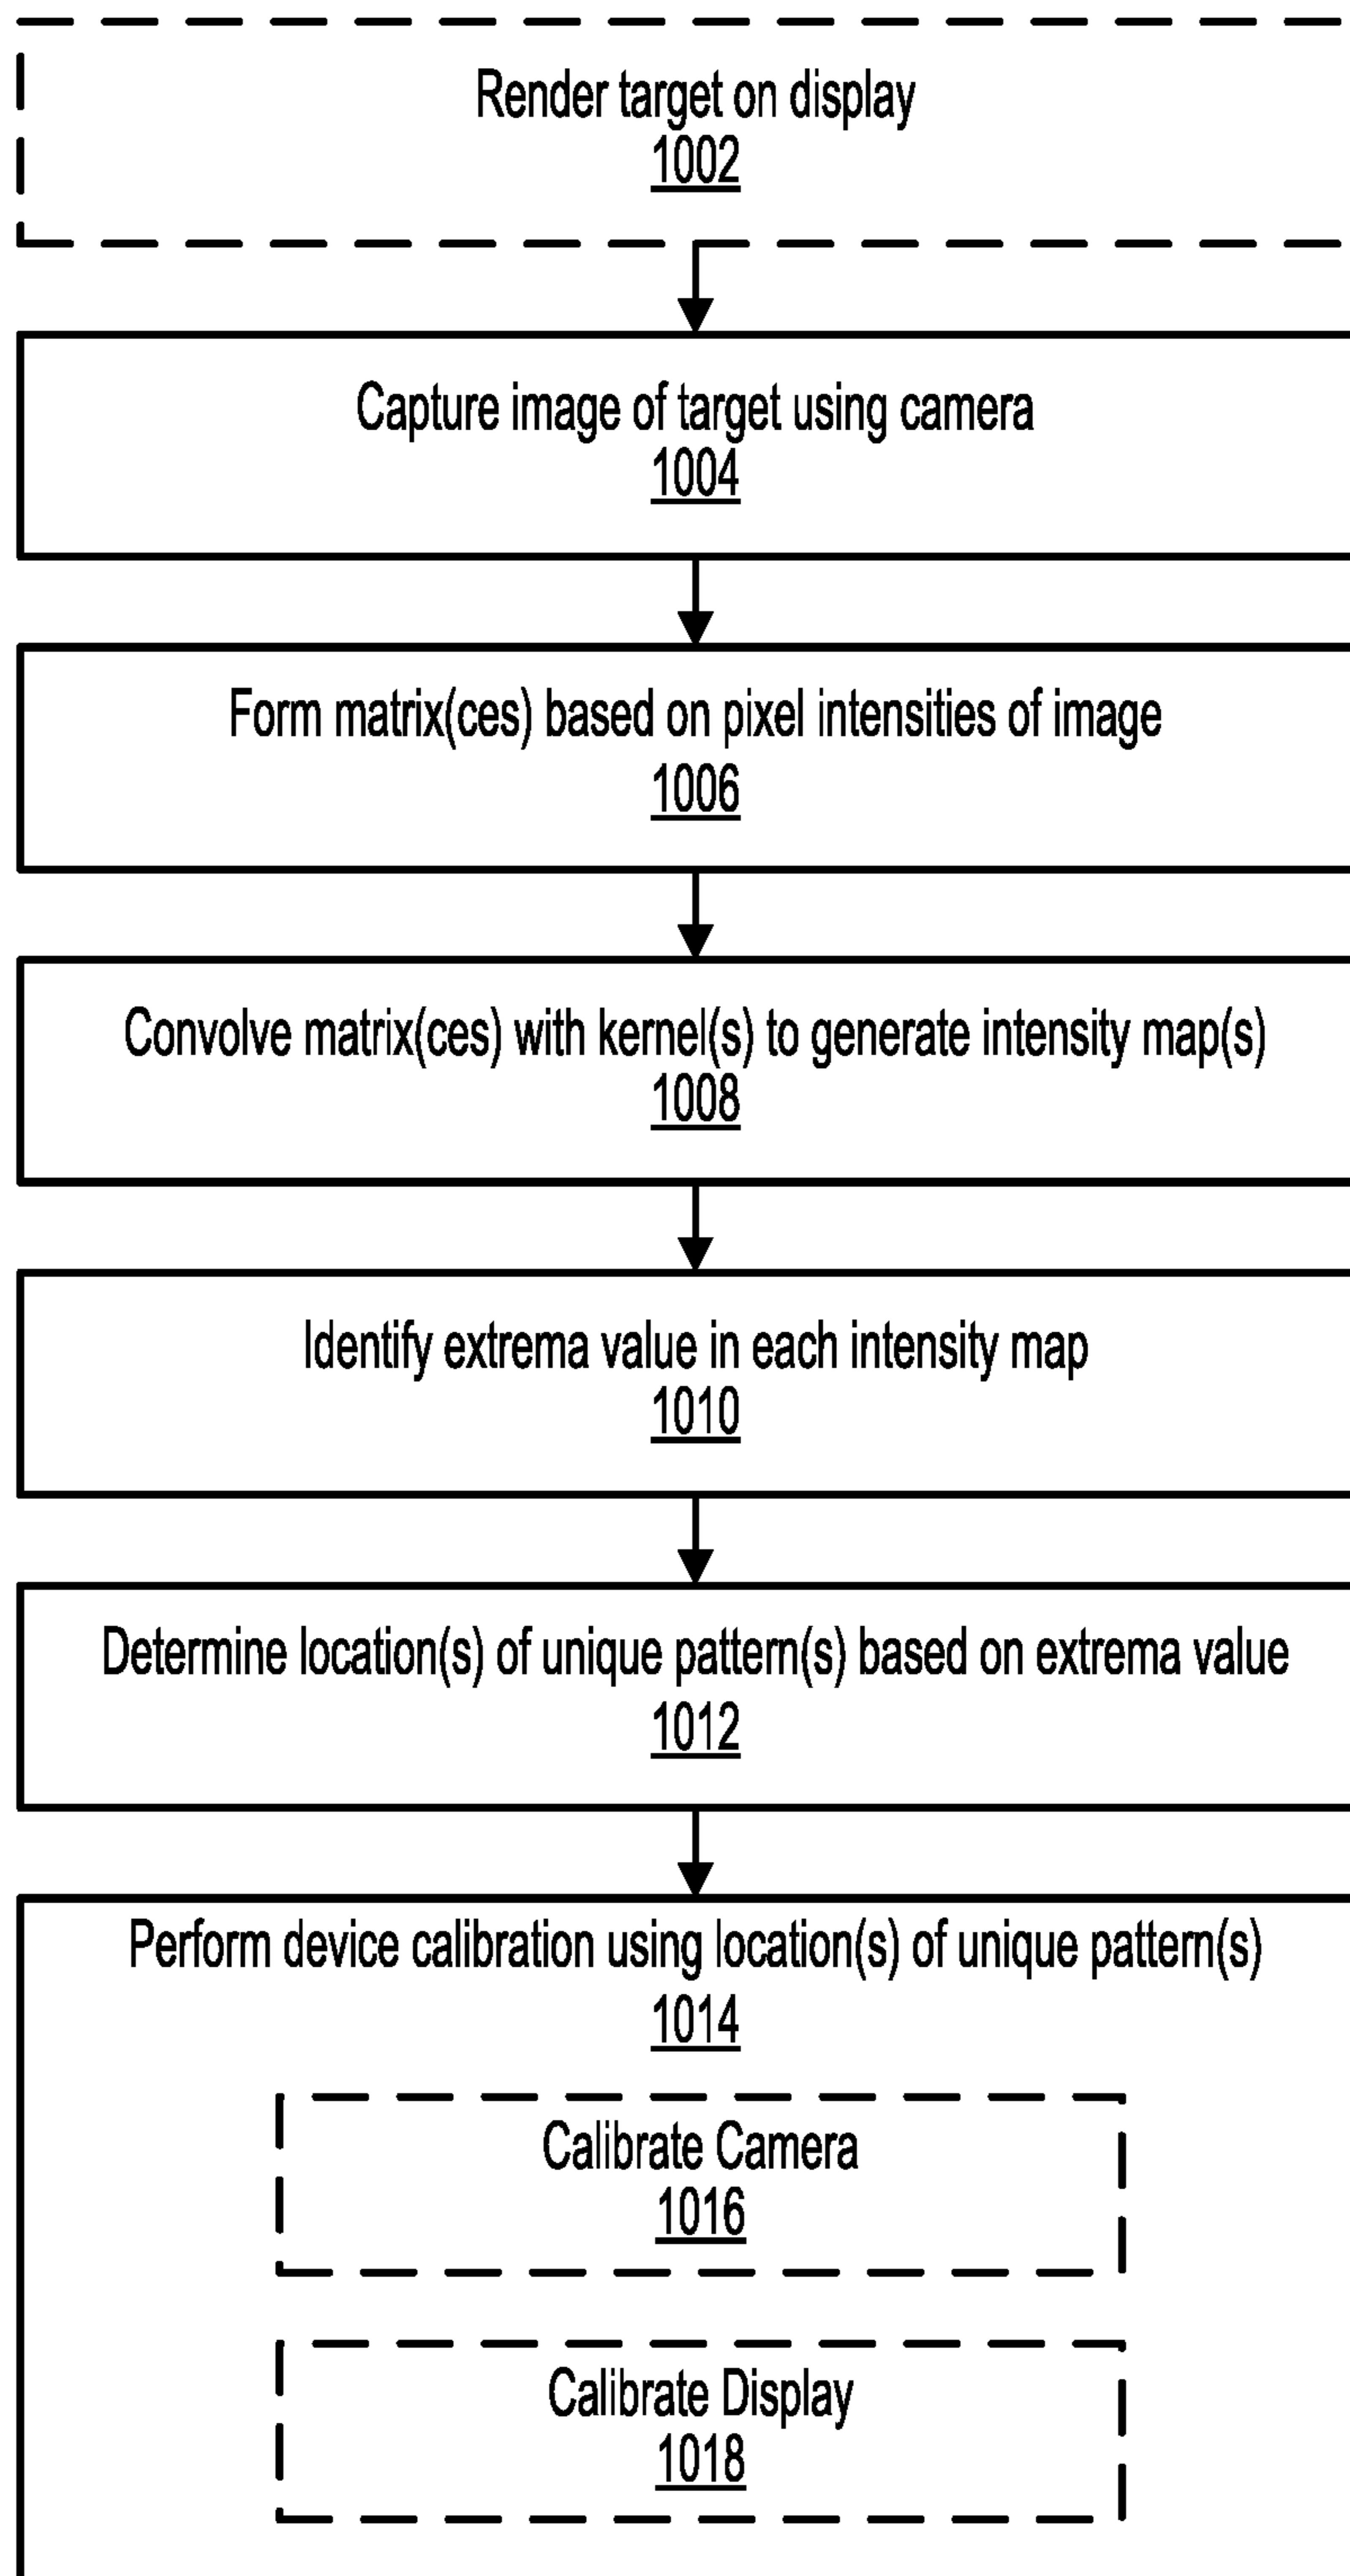 Render target on display
1002
Capture image of target using camera
1004
Form matrix(ces) based on pixel intensities of image
1006
Convolve matrix(ces) with kernel(s) to generate intensity map(s)
1008
Identify extrema value in each intensity map
1010
Determine location(s) of unique pattern(s) based on extrema value
1012
Perform device calibration using location(s) of unique pattern(s)
1014
Calibrate Camera
1016
Calibrate Display
1018